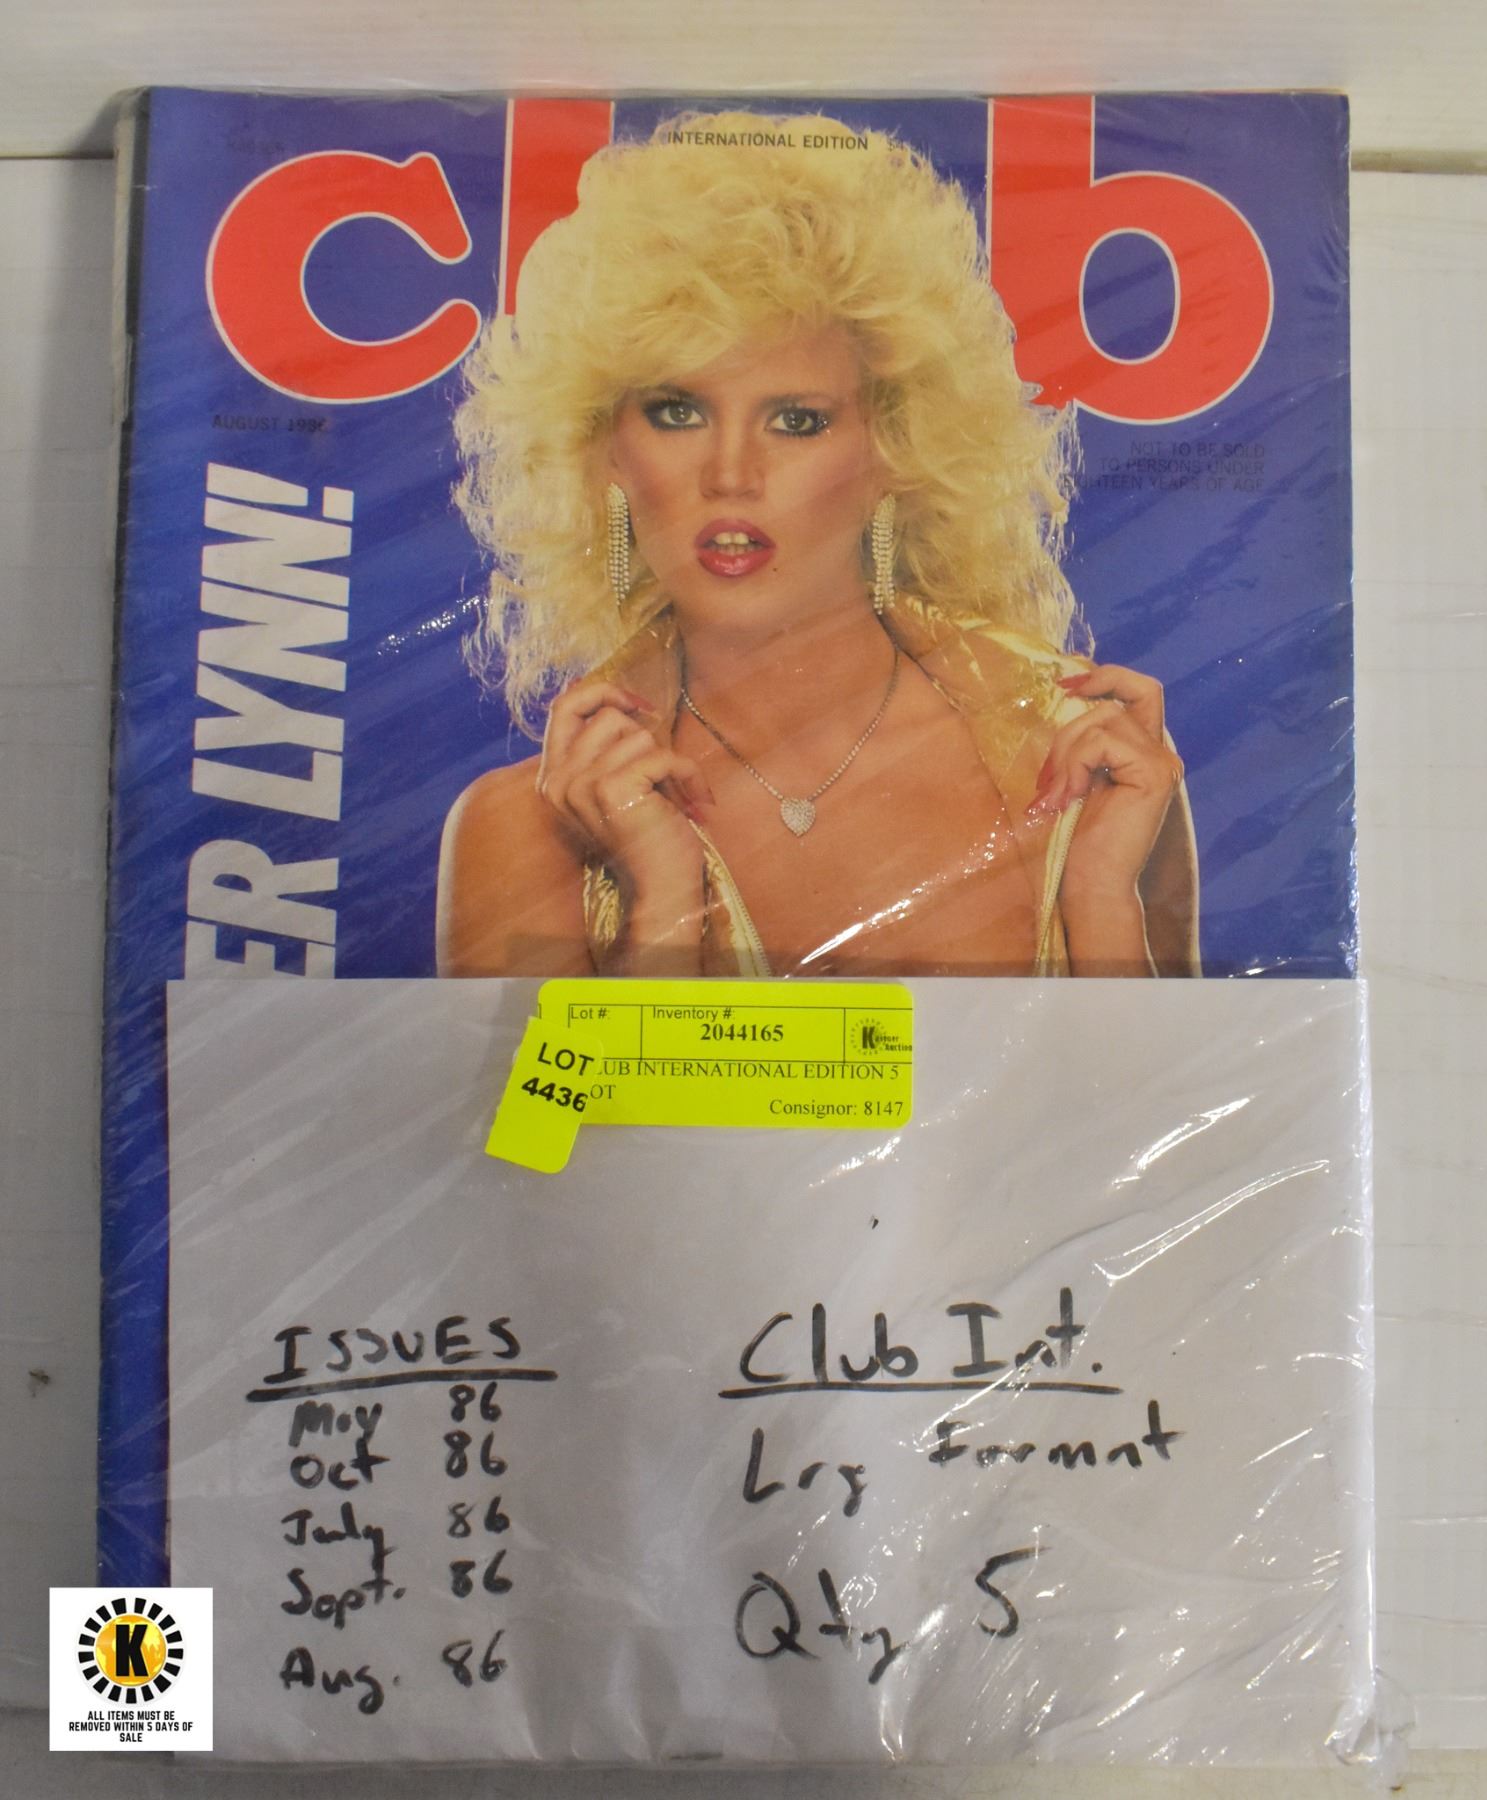 club
INTERNATIONAL EDITION $4
AUGUST 1986
NOT TO BE SOLD
TO PERSONS UNDER
EIGHTEEN YEARS OF AGE
ER LYNN!
Lot #:
Inventory #:
2044165
LOT
4436
LUB INTERNATIONAL EDITION 5
OT
Consignor: 8147
ISSUES
May 86
Oct 86
July 86
Sept. 86
Aug. 86
Club Int.
Lrg Format
Qty 5
K
ALL ITEMS MUST BE
REMOVED WITHIN 5 DAYS OF
SALE